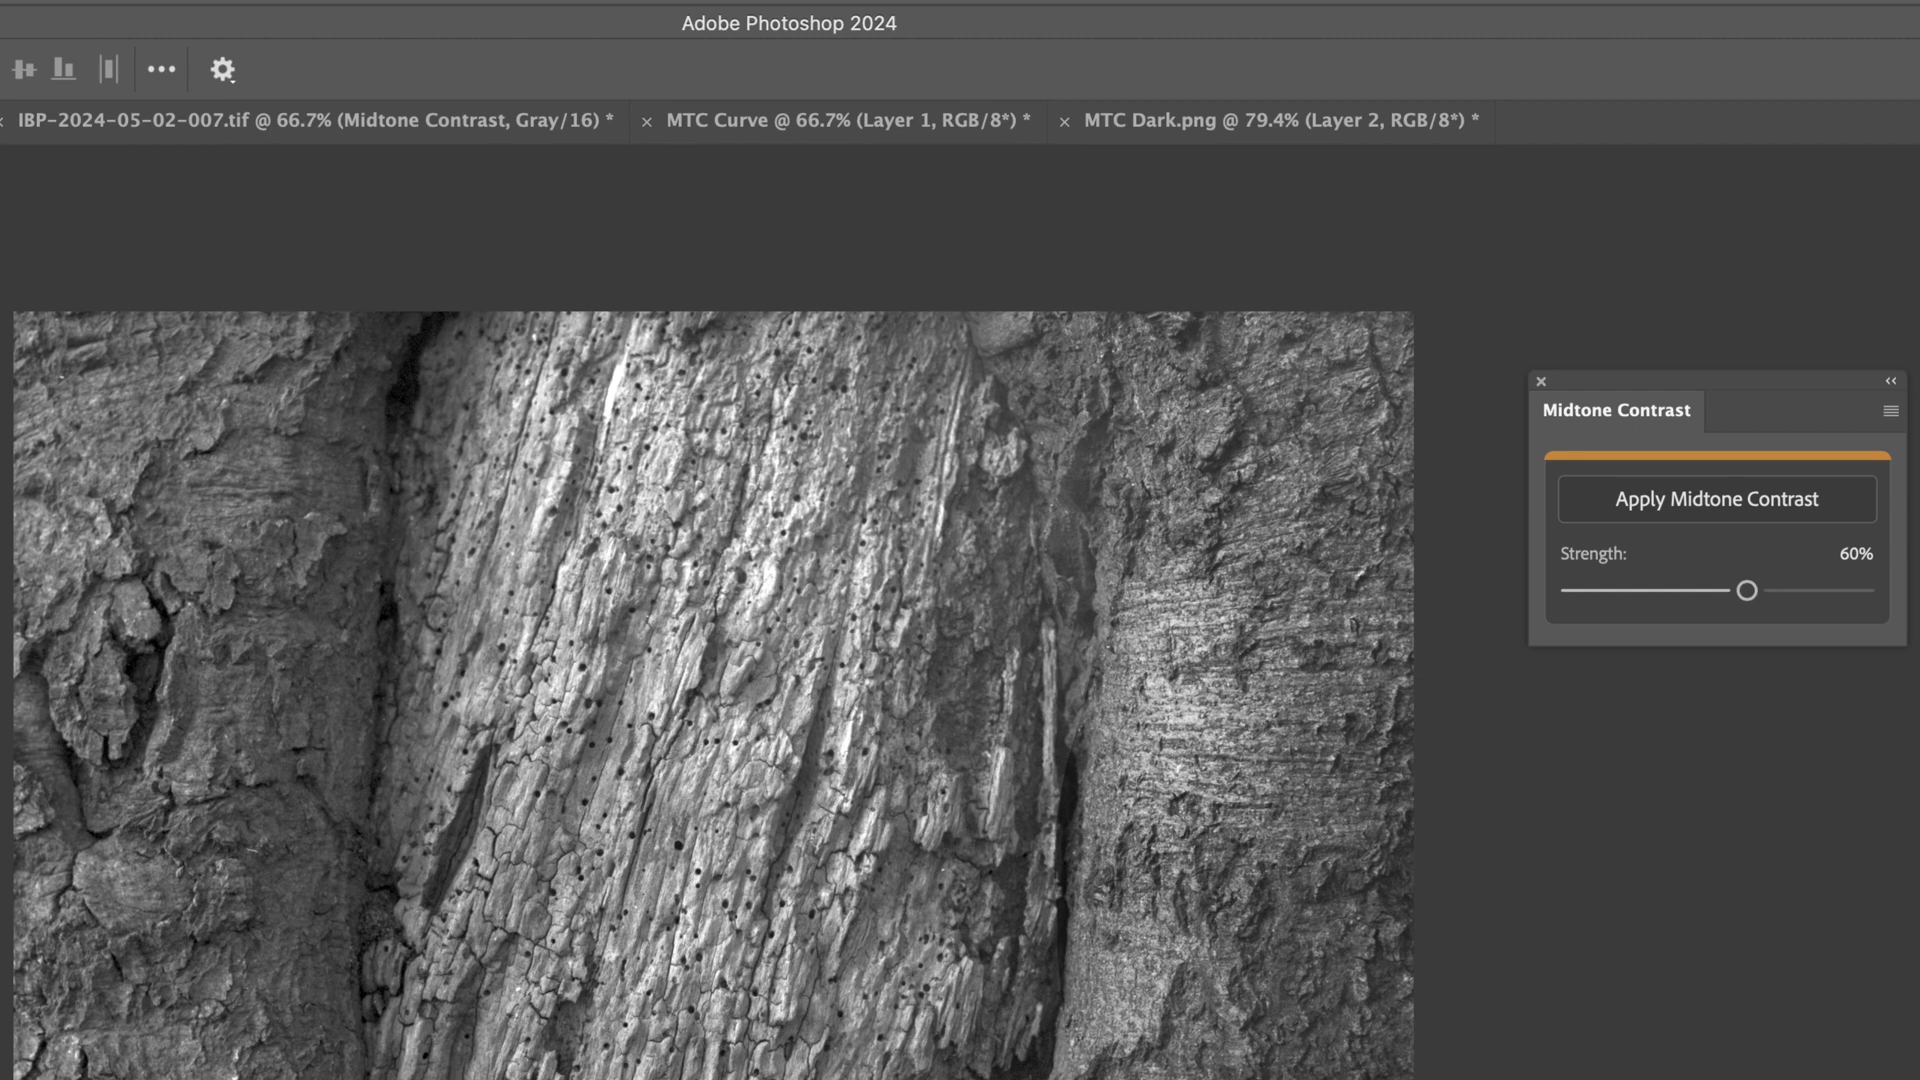 Adobe Photoshop 2024
IBP-2024-05-02-007.tif @ 66.7% (Midtone Contrast, Gray/16) *
MTC Curve @ 66.7% (Layer 1, RGB/8*) *
MTC Dark.png @ 79.4% (Layer 2, RGB/8*) *
Midtone Contrast
Apply Midtone Contrast
Strength: 60%